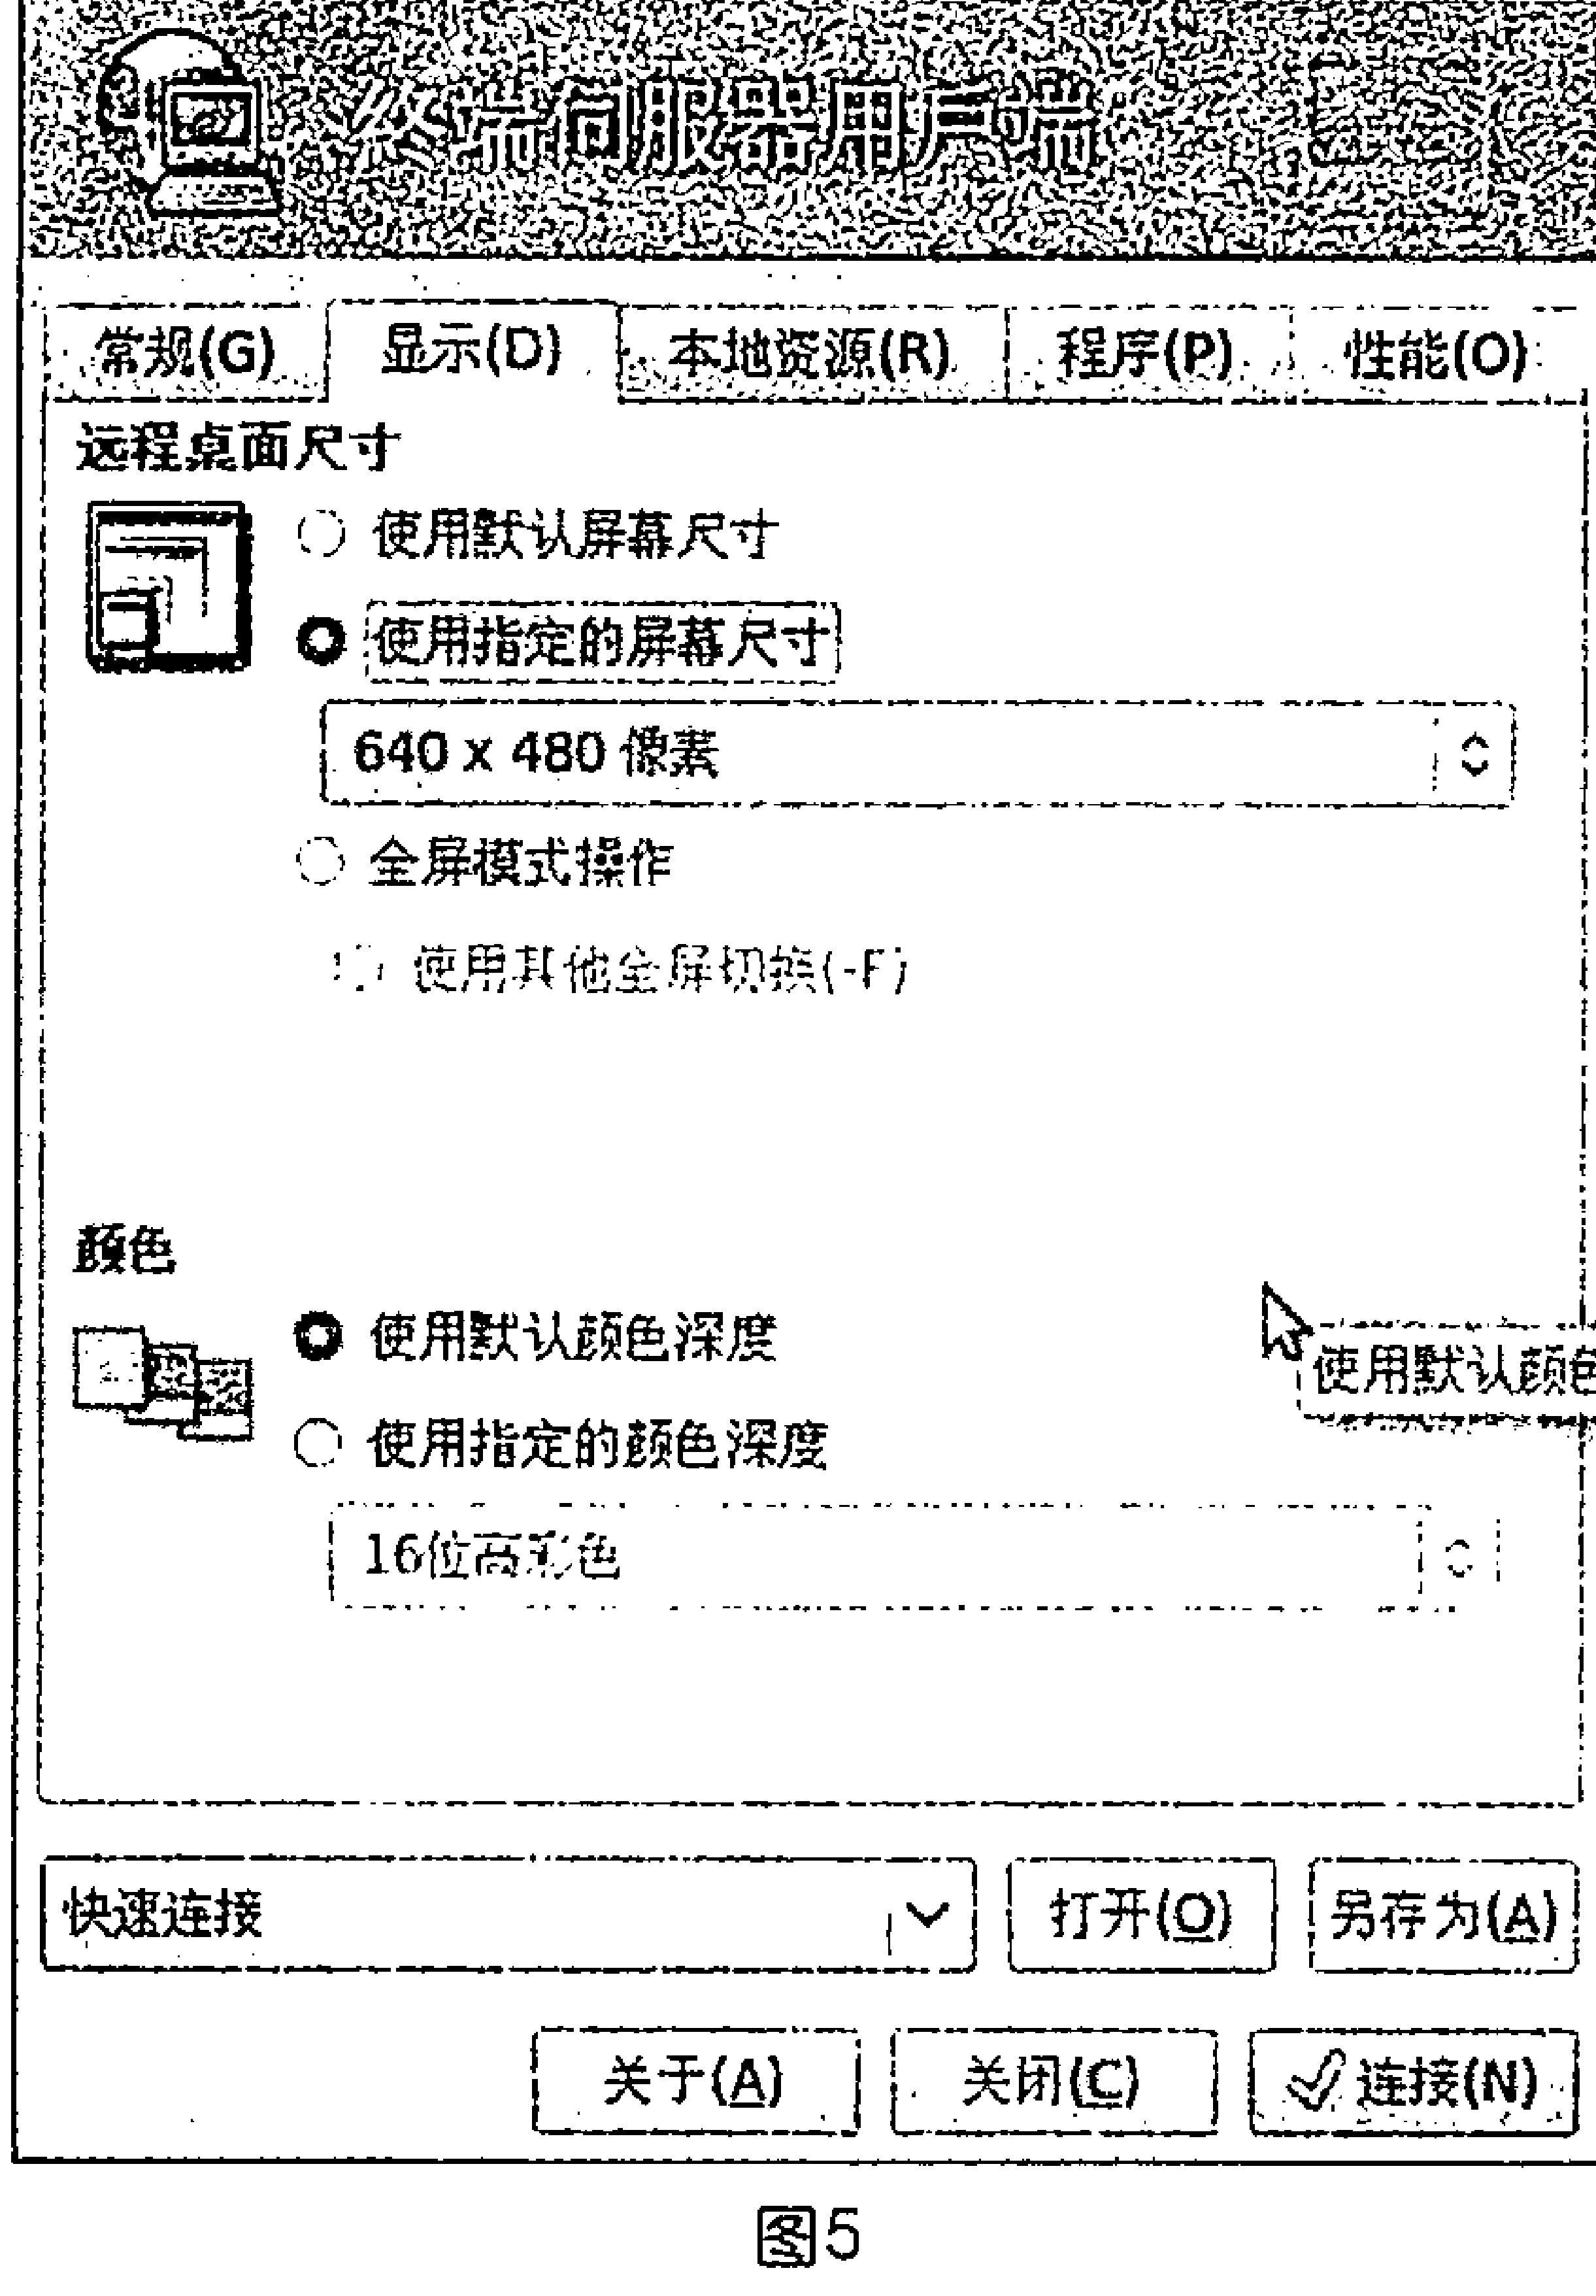 终端伺服器用户端
常规(G) 显示(D) 本地资源(R) 程序(P) 性能(O)
远程桌面尺寸
使用默认屏幕尺寸
使用指定的屏幕尺寸
640 x 480 像素
全屏模式操作
使用其他全屏切换(-F)
颜色
使用默认颜色深度
使用默认颜色
使用指定的颜色深度
16位高彩色
快速连接 打开(O) 另存为(A)
关于(A) 关闭(C) 连接(N)
图5